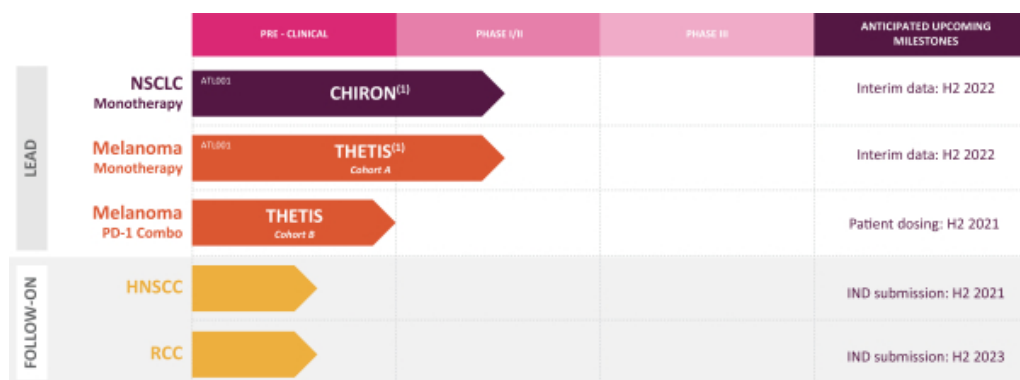 PRE - CLINICAL
PHASE I/II
PHASE III
ANTICIPATED UPCOMING
MILESTONES
LEAD
NSCLC
Monotherapy
ATL001
CHIRON(1)
Interim data: H2 2022
Melanoma
Monotherapy
ATL001
THETIS(1)
Cohort A
Interim data: H2 2022
Melanoma
PD-1 Combo
THETIS
Cohort B
Patient dosing: H2 2021
FOLLOW-ON
HNSCC
IND submission: H2 2021
RCC
IND submission: H2 2023